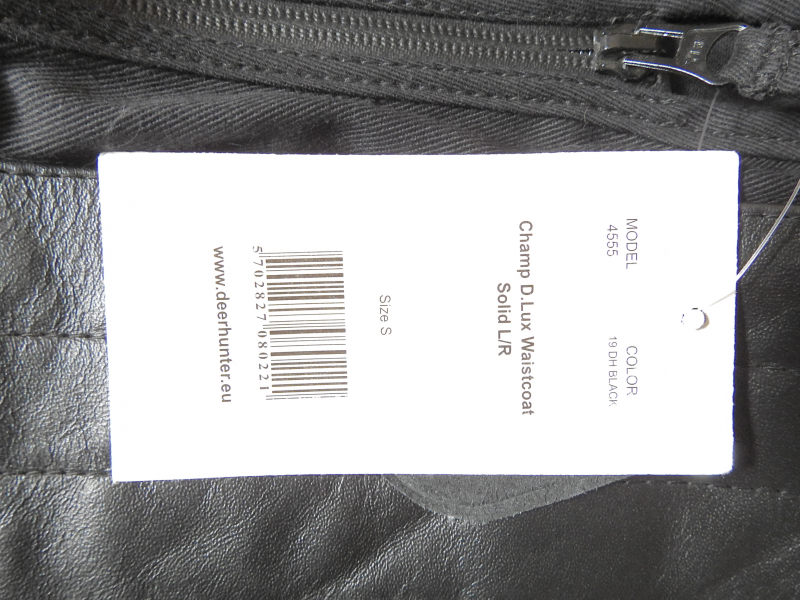 MODEL COLOR
4555 19 DH BLACK
Champ D.Lux Waistcoat
Solid L/R
Size S
5 702827 080221
www.deerhunter.eu